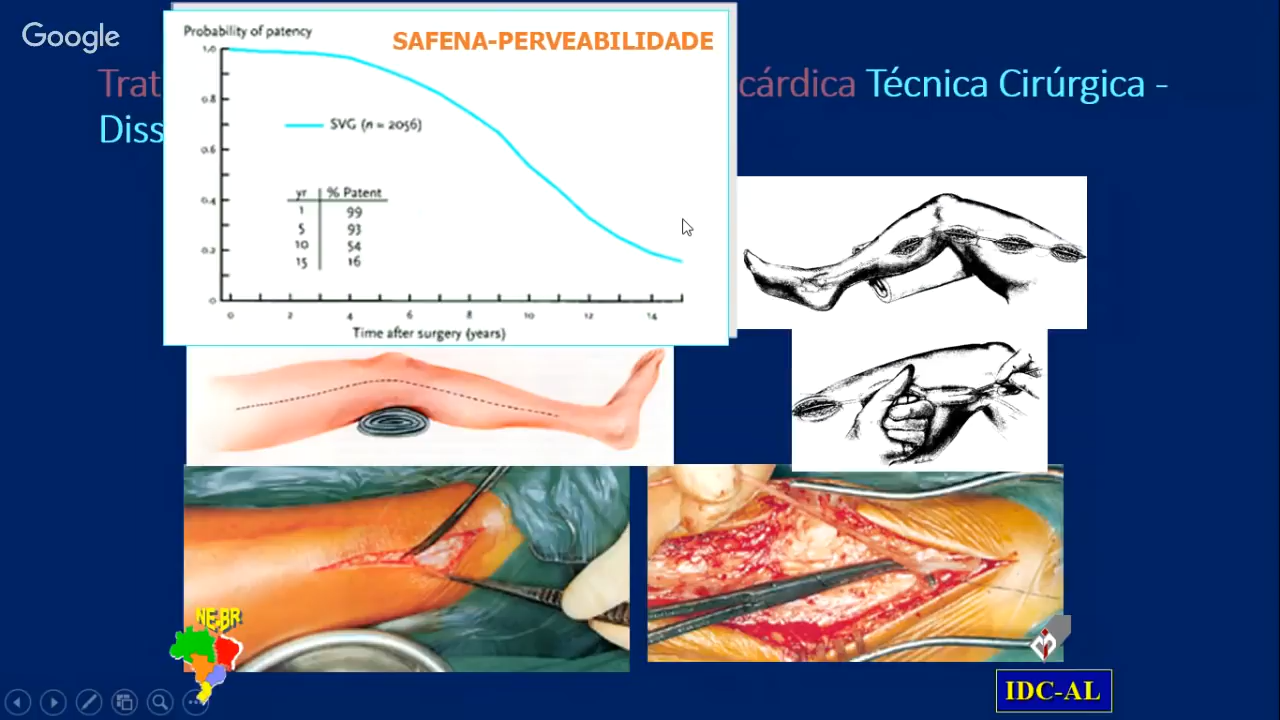 Google
Probability of patency
SAFENA-PERVEABILIDADE
Trat
cárdica Técnica Cirúrgica -
Diss
1,0
0.8
0.6
0.4
0.2
0
SVG (n = 2056)
yr % Patent
1 99
5 93
10 54
15 16
0 2 4 6 8 10 12 14
Time after surgery (years)
NE-BR
IDC-AL